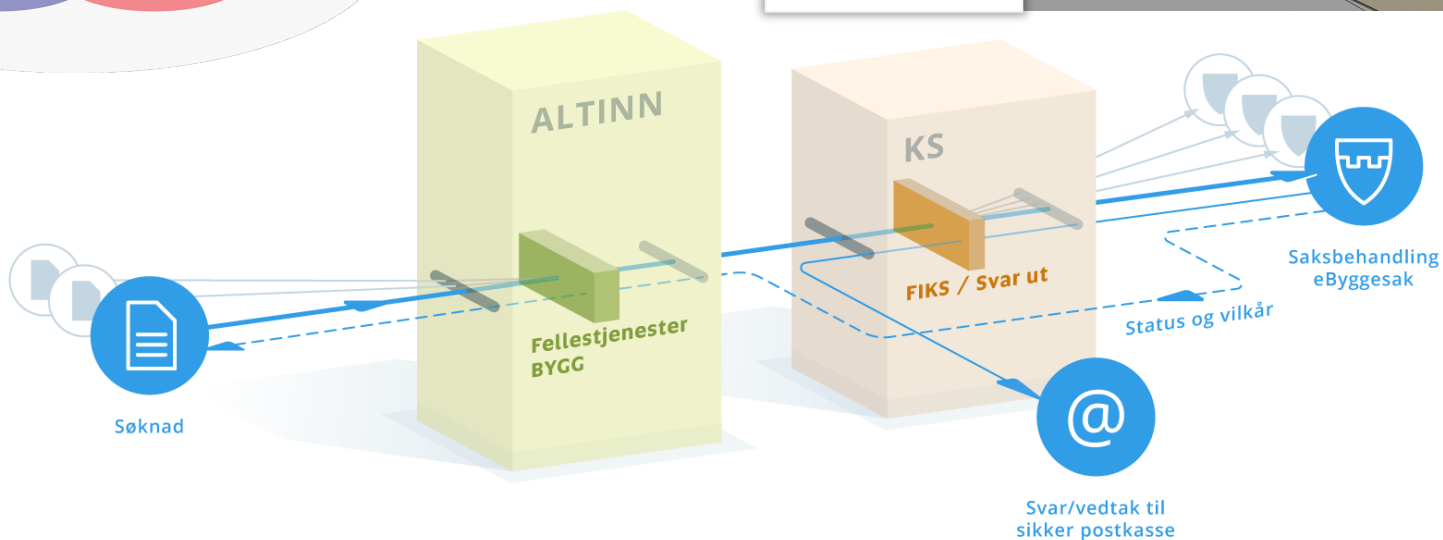 ALTINN
KS
Fellestjenester
BYGG
FIKS / Svar ut
Saksbehandling
eByggesak
Status og vilkår
Søknad
@
Svar/vedtak til
sikker postkasse